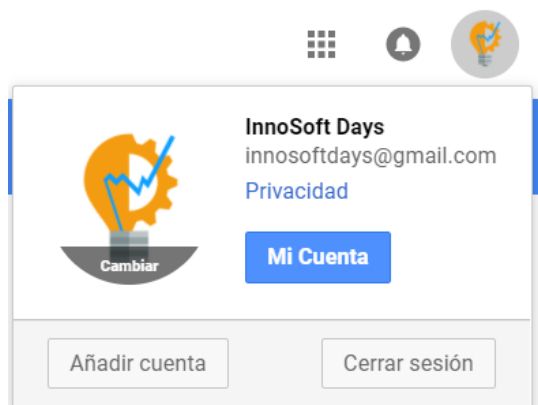 InnoSoft Days
innosoftdays@gmail.com
Privacidad
Cambiar
Mi Cuenta
Añadir cuenta
Cerrar sesión